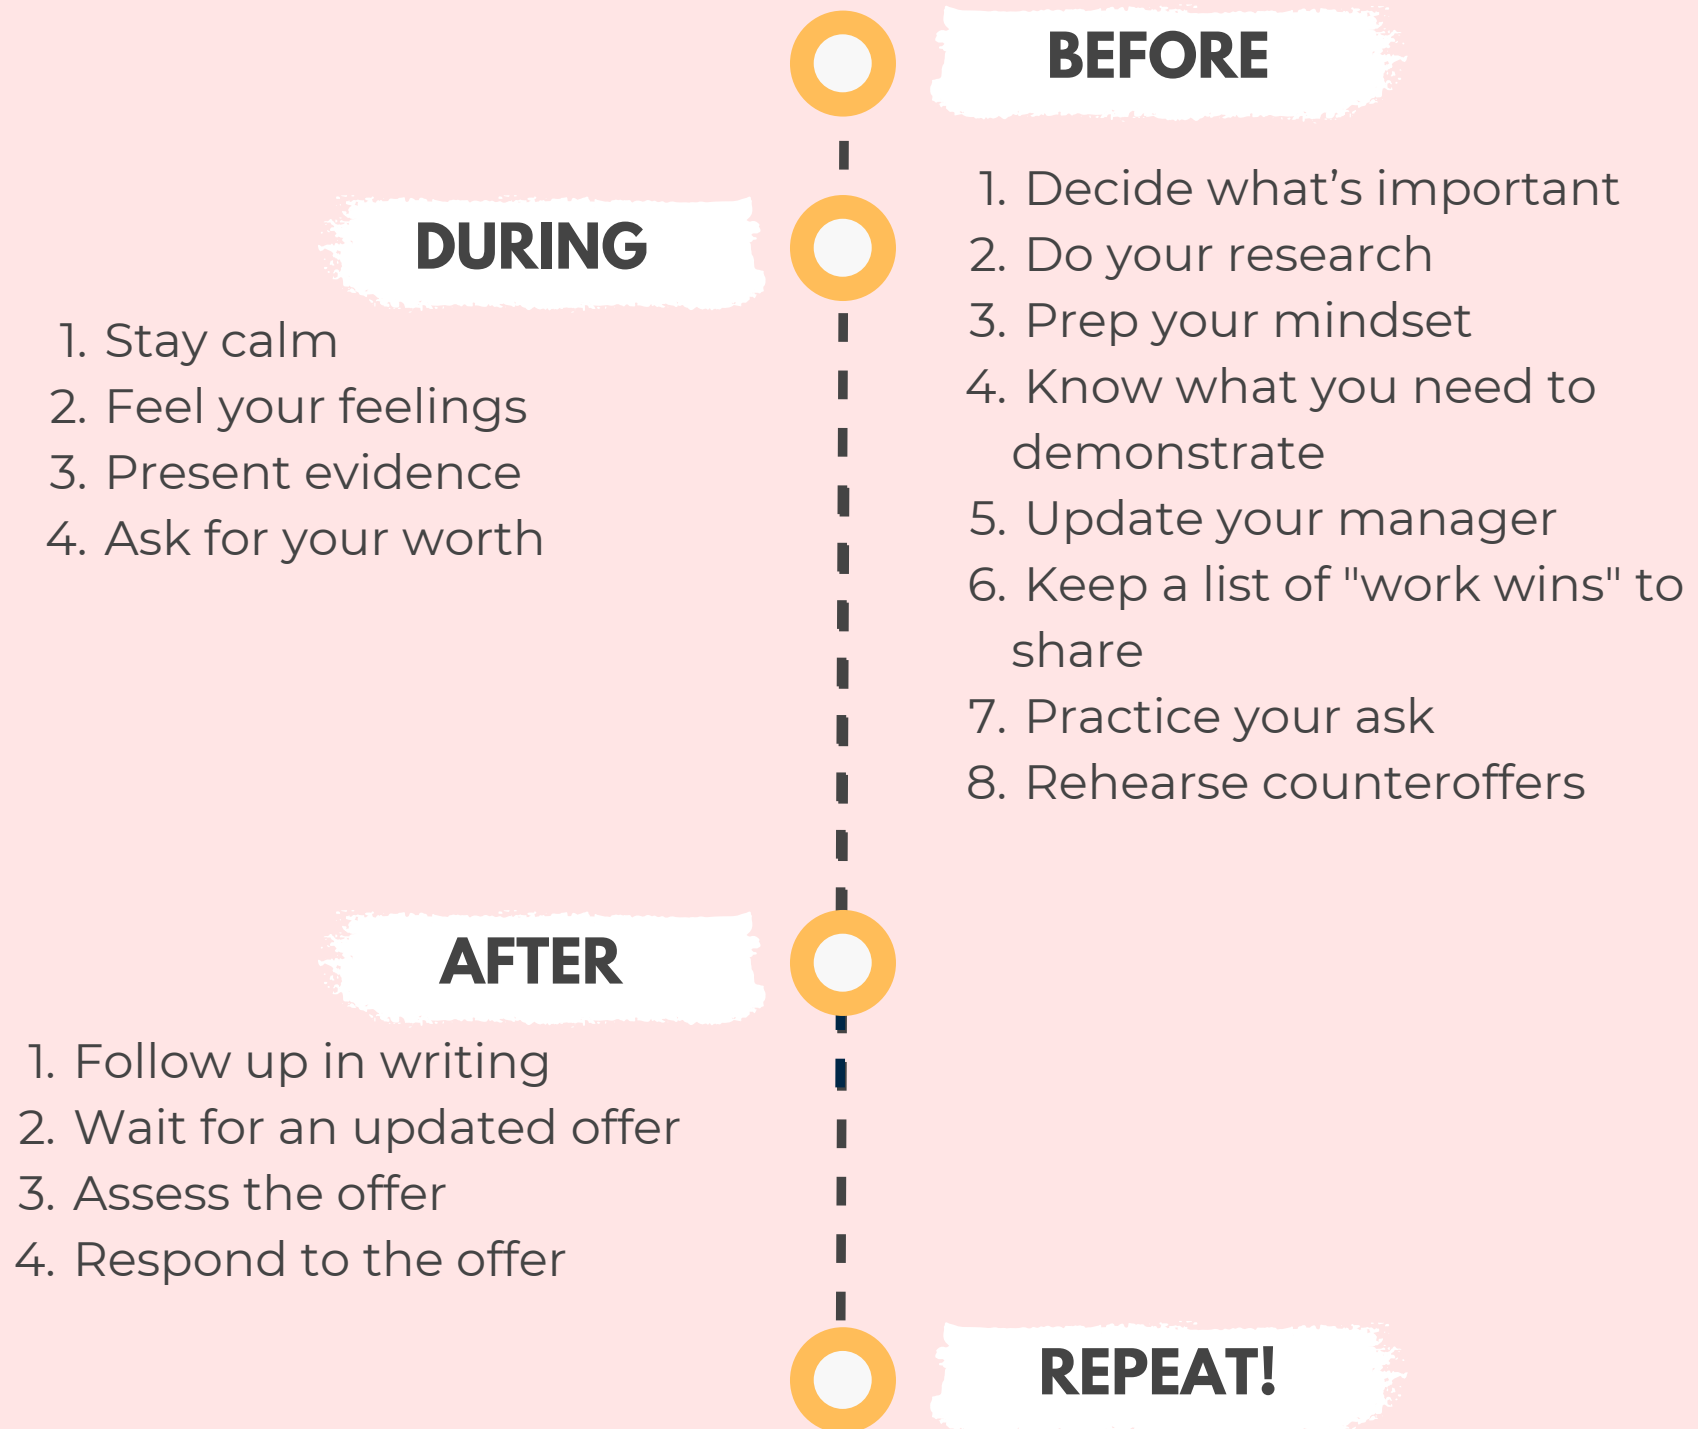 BEFORE
1. Decide what’s important
2. Do your research
3. Prep your mindset
4. Know what you need to
demonstrate
5. Update your manager
6. Keep a list of "work wins" to
share
7. Practice your ask
8. Rehearse counteroffers
DURING
1. Stay calm
2. Feel your feelings
3. Present evidence
4. Ask for your worth
AFTER
1. Follow up in writing
2. Wait for an updated offer
3. Assess the offer
4. Respond to the offer
REPEAT!